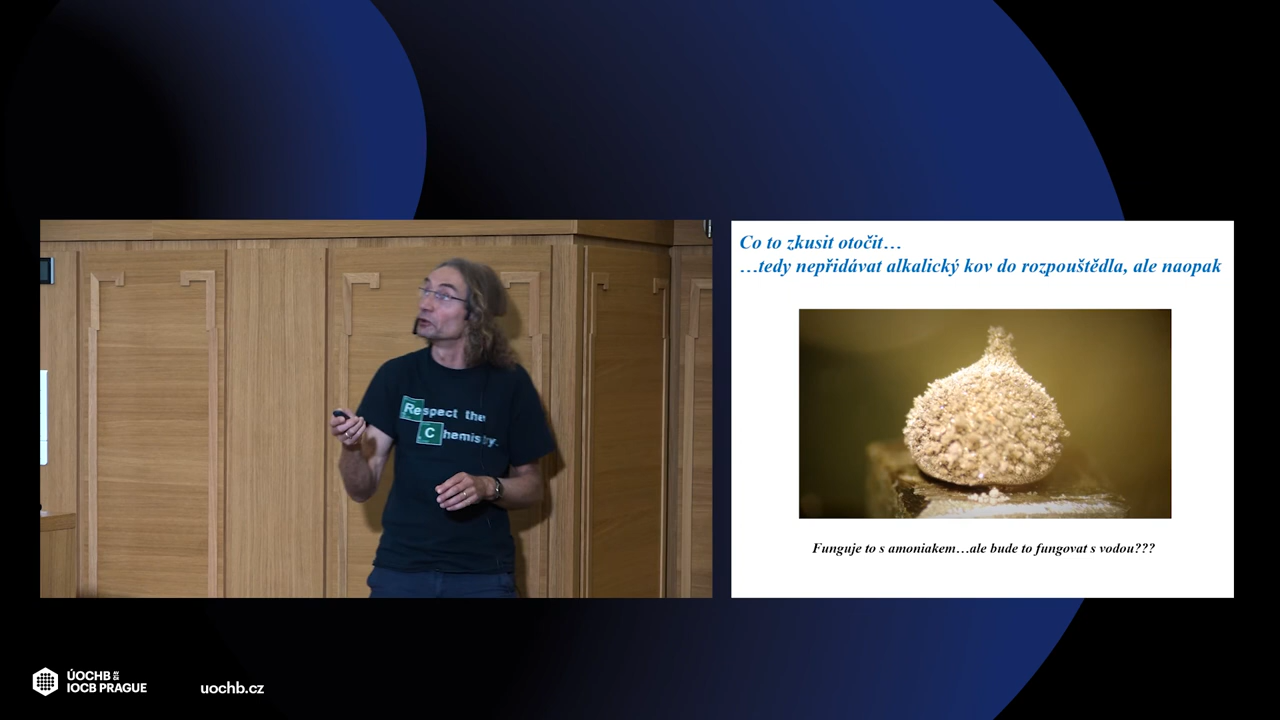 Respect the
Chemistry.
Co to zkusit otočit…
…tedy nepřidávat alkalický kov do rozpouštědla, ale naopak
Funguje to s amoniakem…ale bude to fungovat s vodou???
ÚOCHB
IOCB PRAGUE
uochb.cz